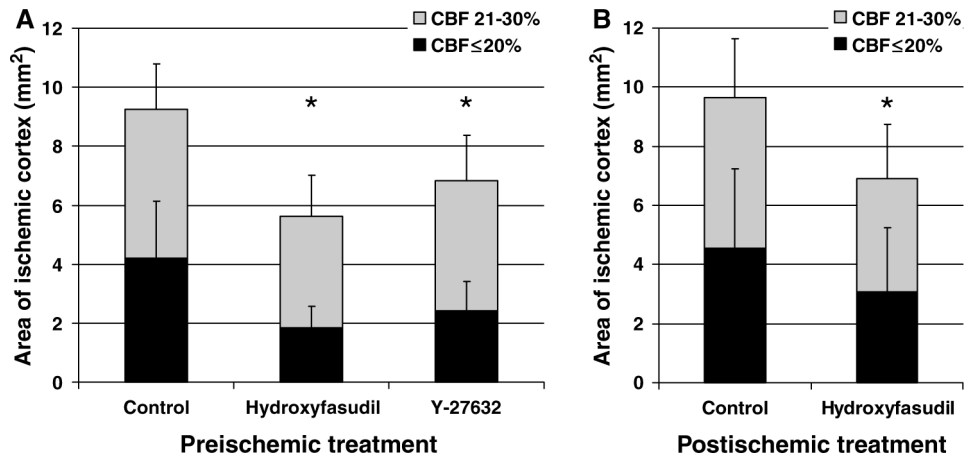 A
CBF 21-30%
CBF≤20%
Area of ischemic cortex (mm²)
12
10
8
6
4
2
0
*
*
Control
Hydroxyfasudil
Y-27632
Preischemic treatment
B
CBF 21-30%
CBF≤20%
Area of ischemic cortex (mm²)
12
10
8
6
4
2
0
*
Control
Hydroxyfasudil
Postischemic treatment